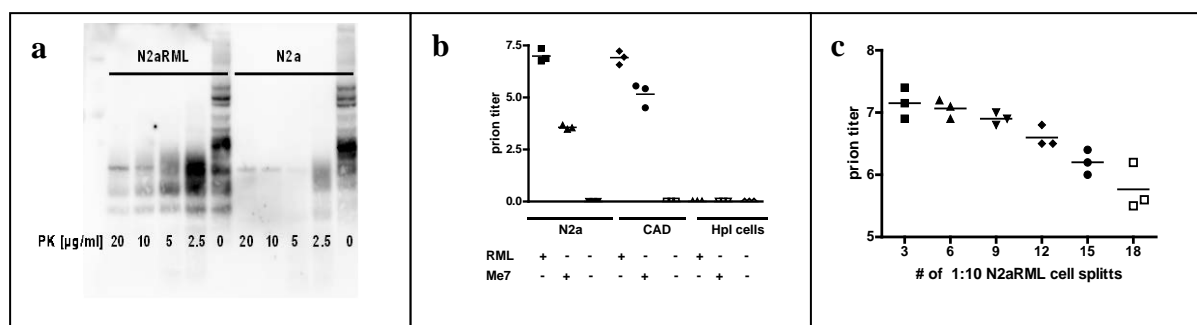 a
N2aRML N2a
PK [µg/ml] 20 10 5 2.5 0 20 10 5 2.5 0
b
prion titer
7.5
5.0
2.5
0.0
N2a CAD Hpl cells
RML + - - + - - + - -
Me7 - + - - + - - + -
c
prion titer
8
7
6
5
3 6 9 12 15 18
# of 1:10 N2aRML cell splitts